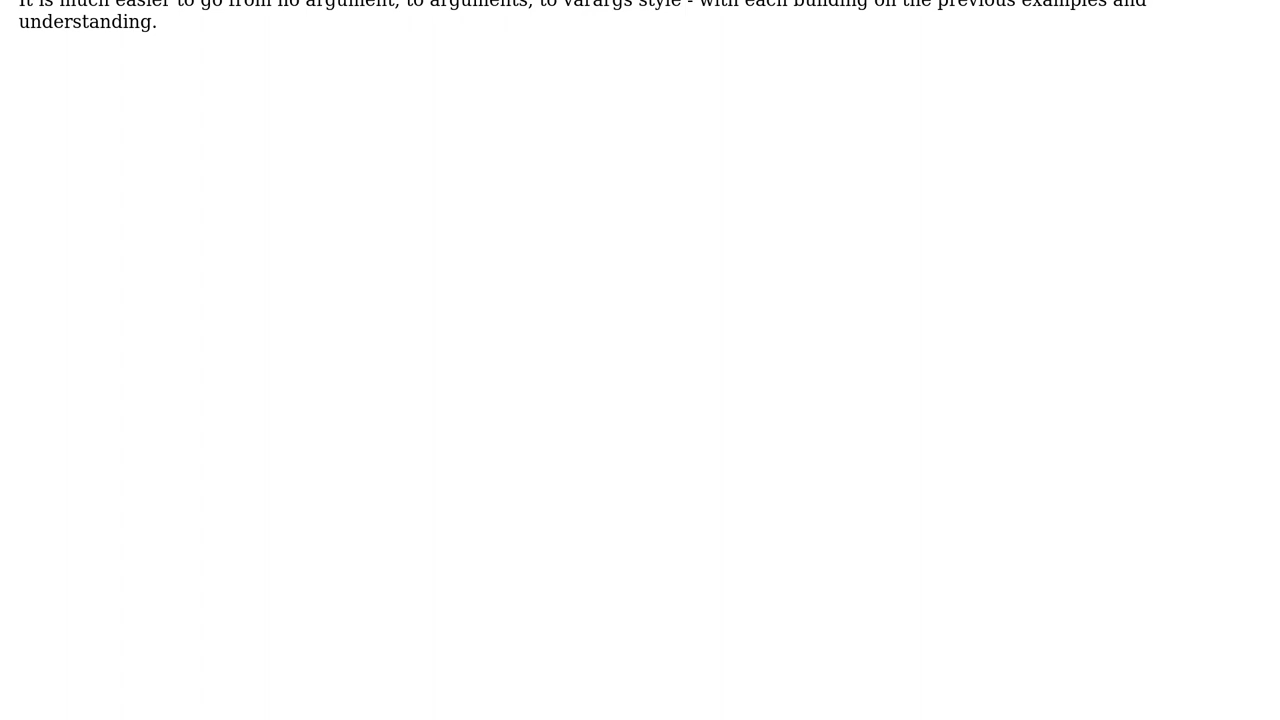 It is much easier to go from no argument, to arguments, to varargs style - with each building on the previous examples and
understanding.